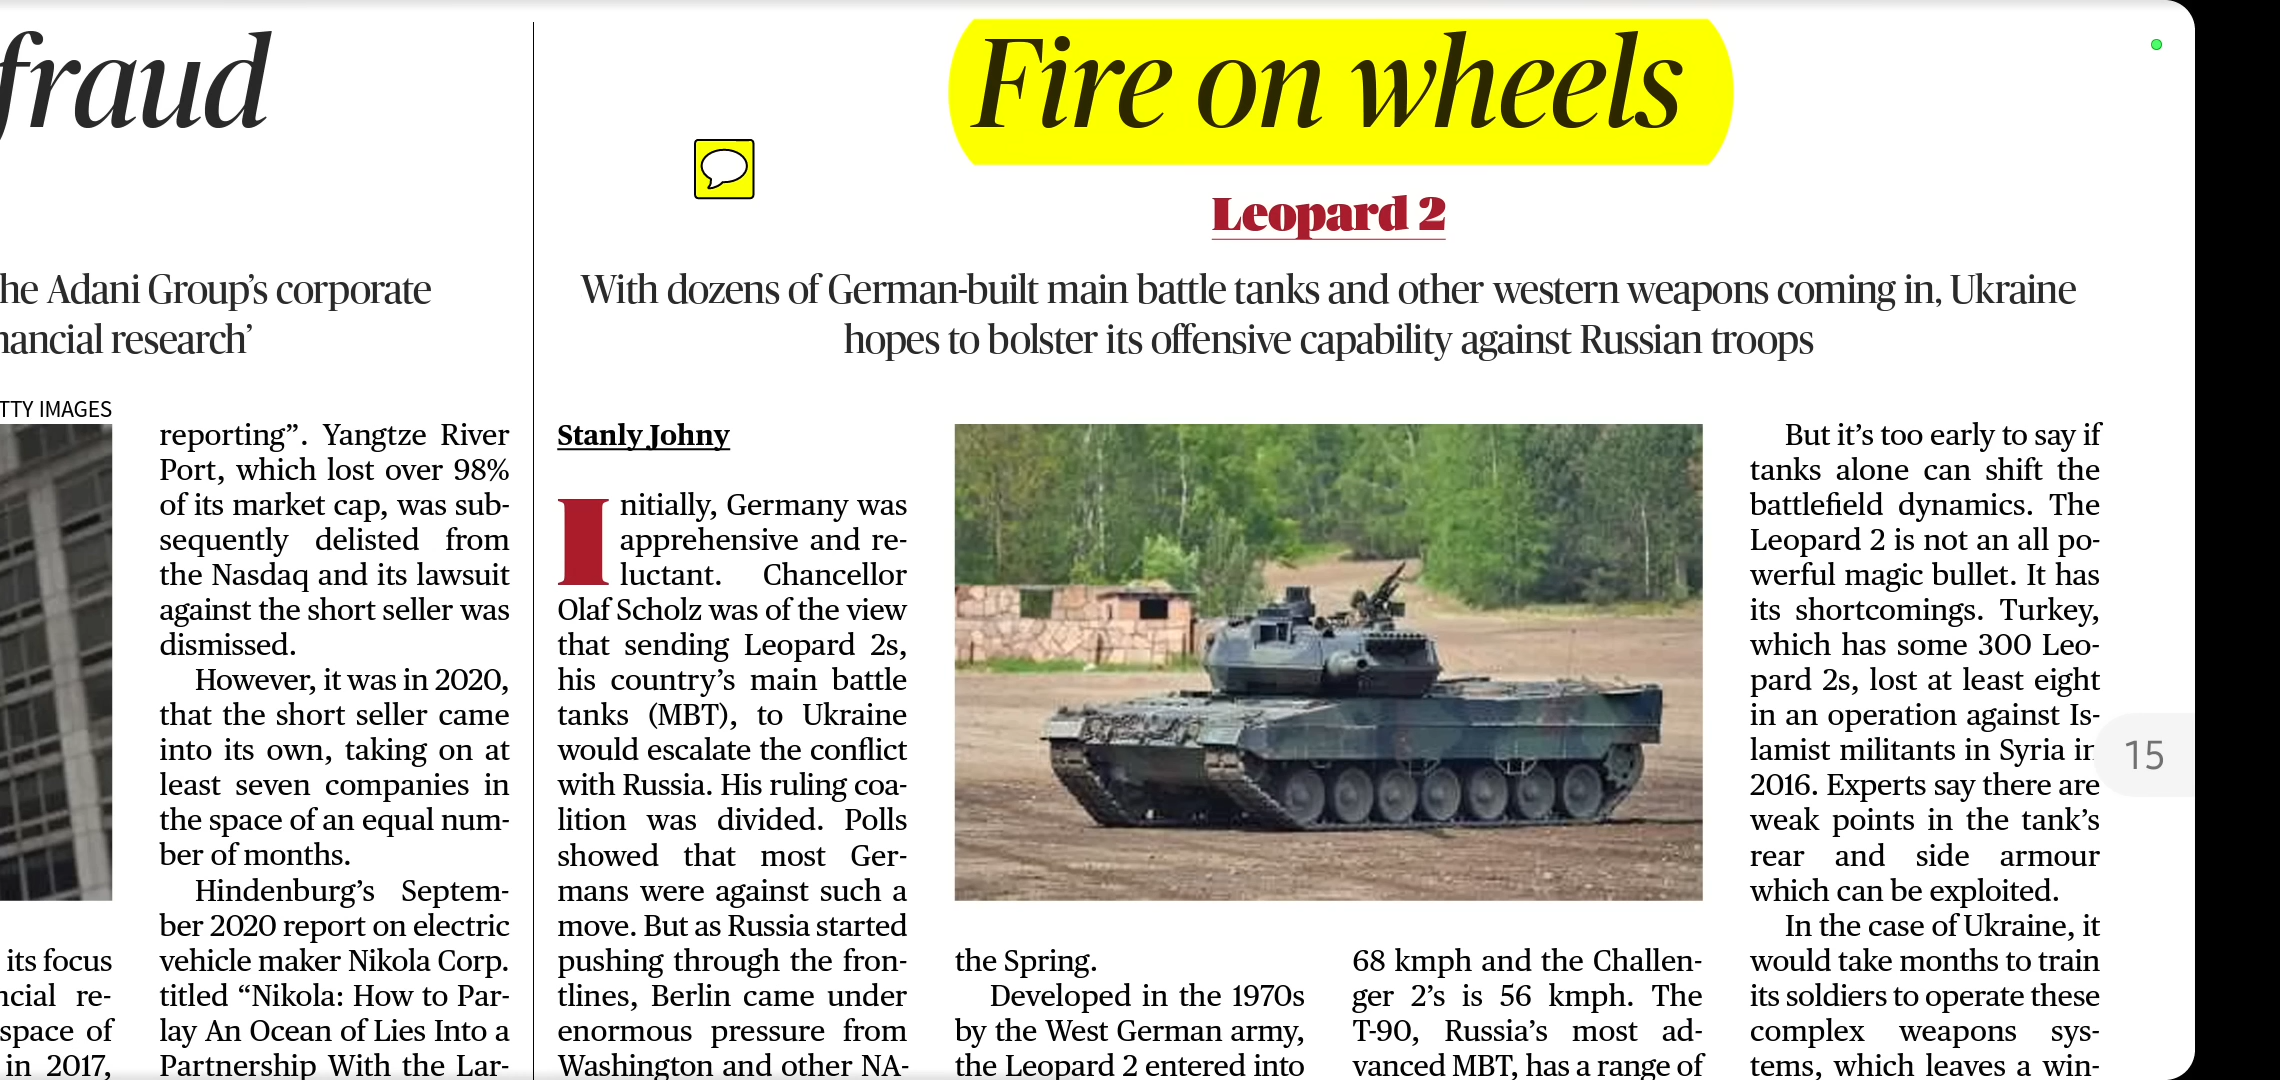 fraud
he Adani Group's corporate
nancial research'
TTY IMAGES
its focus
ncial re-
space of
in 2017,
reporting". Yangtze River
Port, which lost over 98%
of its market cap, was sub-
sequently delisted from
the Nasdaq and its lawsuit
against the short seller was
dismissed.
However, it was in 2020,
that the short seller came
into its own, taking on at
least seven companies in
the space of an equal num-
ber of months.
Hindenburg's Septem-
ber 2020 report on electric
vehicle maker Nikola Corp.
titled "Nikola: How to Par-
lay An Ocean of Lies Into a
Partnership With the Lar-
Fire on wheels
Leopard 2
With dozens of German-built main battle tanks and other western weapons coming in, Ukraine
hopes to bolster its offensive capability against Russian troops
Stanly Johny
Initially, Germany was
apprehensive and re-
luctant. Chancellor
Olaf Scholz was of the view
that sending Leopard 2s,
his country's main battle
tanks (MBT), to Ukraine
would escalate the conflict
with Russia. His ruling coa-
lition was divided. Polls
showed that most Ger-
mans were against such a
move. But as Russia started
pushing through the fron-
tlines, Berlin came under
enormous pressure from
Washington and other NA-
the Spring.
Developed in the 1970s
by the West German army,
the Leopard 2 entered into
68 kmph and the Challen-
ger 2's is 56 kmph. The
T-90, Russia's most ad-
vanced MBT, has a range of
But it's too early to say if
tanks alone can shift the
battlefield dynamics. The
Leopard 2 is not an all po-
werful magic bullet. It has
its shortcomings. Turkey,
which has some 300 Leo-
pard 2s, lost at least eight
in an operation against Is-
lamist militants in Syria in
2016. Experts say there are
weak points in the tank's
rear and side armour
which can be exploited.
In the case of Ukraine, it
would take months to train
its soldiers to operate these
complex weapons sys-
tems, which leaves a win-
15